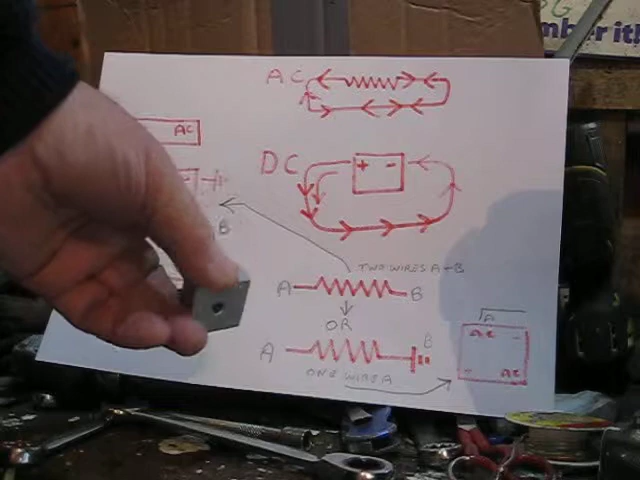 mber it!
AC
AC
DC
+ -
B
TWO WIRES A + B
A B
OR
A B
ONE WIRE A
A
AC -
+ AC